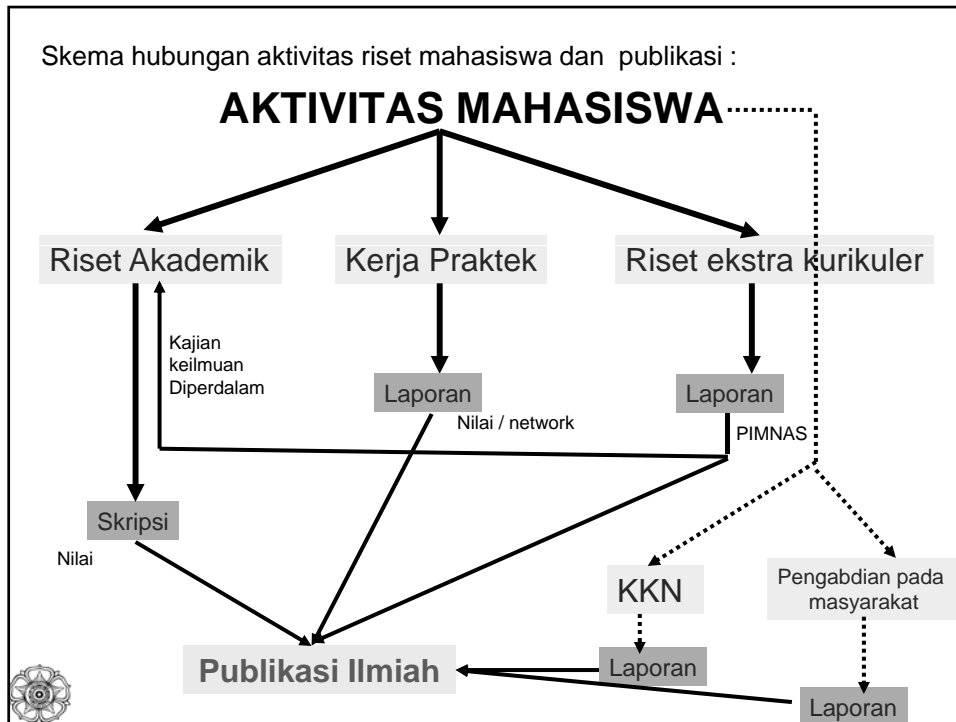 Skema hubungan aktivitas riset mahasiswa dan publikasi :
AKTIVITAS MAHASISWA
Riset Akademik
Kerja Praktek
Riset ekstra kurikuler
Kajian
keilmuan
Diperdalam
Laporan
Laporan
Nilai / network
PIMNAS
Skripsi
Nilai
KKN
Pengabdian pada
masyarakat
Publikasi Ilmiah
Laporan
Laporan